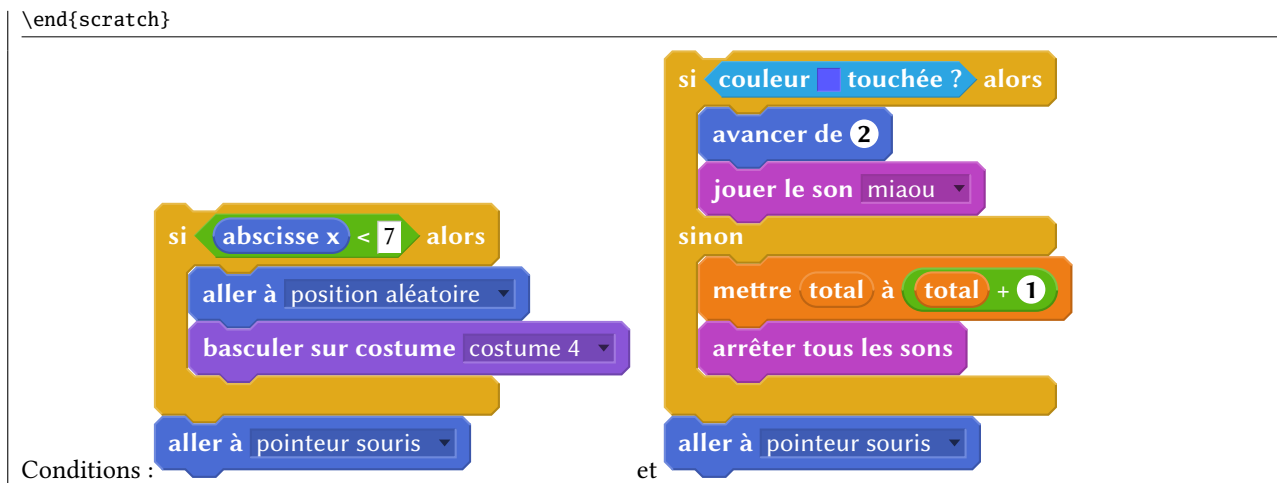 \end{scratch}
si abscisse x < 7 alors
aller à position aléatoire
basculer sur costume costume 4
aller à pointeur souris
Conditions :
et
si couleur touchée ? alors
avancer de 2
jouer le son miaou
sinon
mettre total à total + 1
arrêter tous les sons
aller à pointeur souris